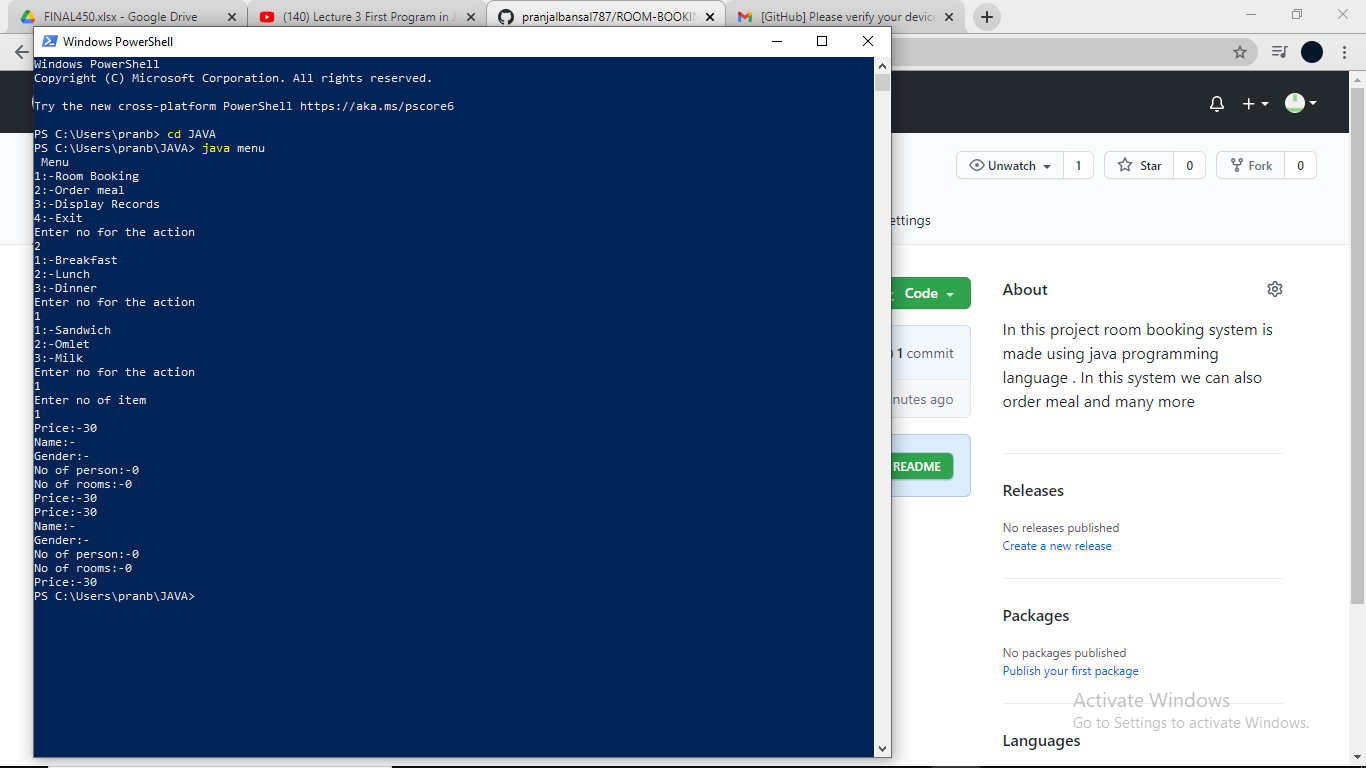 FINAL450.xlsx - Google Drive
(140) Lecture 3 First Program in J
pranjalbansal787/ROOM-BOOKIN
[GitHub] Please verify your device
Windows PowerShell
Windows PowerShell
Copyright (C) Microsoft Corporation. All rights reserved.
Try the new cross-platform PowerShell https://aka.ms/pscore6
PS C:\Users\pranb> cd JAVA
PS C:\Users\pranb\JAVA> java menu
Menu
1:-Room Booking
2:-Order meal
3:-Display Records
4:-Exit
Enter no for the action
2
1:-Breakfast
2:-Lunch
3:-Dinner
Enter no for the action
1
1:-Sandwich
2:-Omlet
3:-Milk
Enter no for the action
1
Enter no of item
1
Price:-30
Name:-
Gender:-
No of person:-0
No of rooms:-0
Price:-30
Price:-30
Name:-
Gender:-
No of person:-0
No of rooms:-0
Price:-30
PS C:\Users\pranb\JAVA>
Unwatch 1 Star 0 Fork 0
ettings
Code
1 commit
nutes ago
README
About
In this project room booking system is
made using java programming
language . In this system we can also
order meal and many more
Releases
No releases published
Create a new release
Packages
No packages published
Publish your first package
Activate Windows
Go to Settings to activate Windows.
Languages